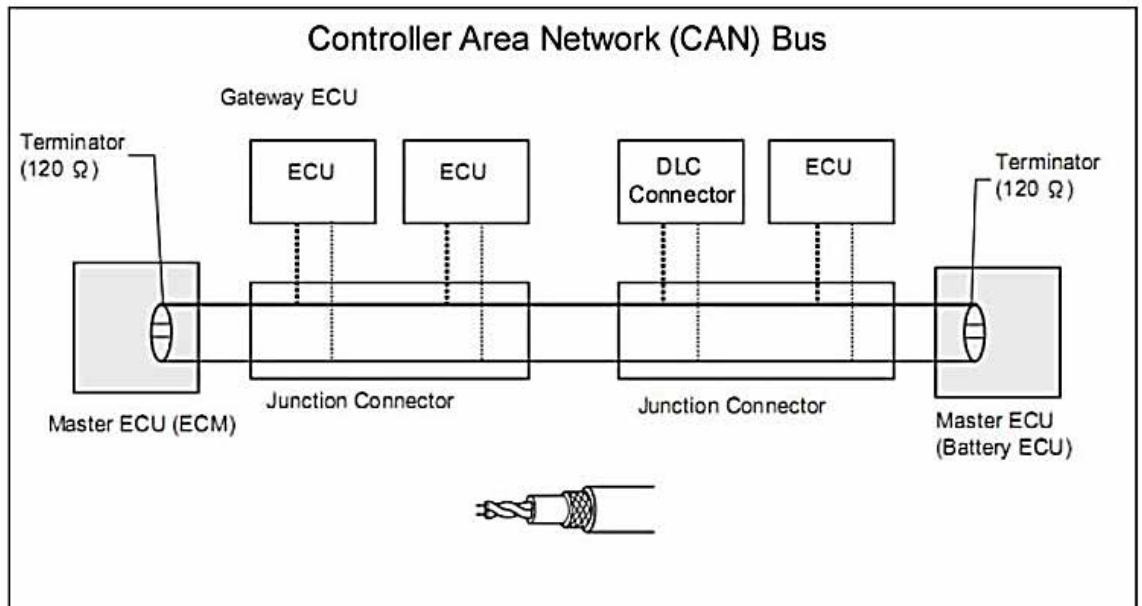 Controller Area Network (CAN) Bus
Gateway ECU
Terminator
(120 Ω)
ECU
ECU
DLC
Connector
ECU
Terminator
(120 Ω)
Master ECU (ECM)
Junction Connector
Junction Connector
Master ECU
(Battery ECU)